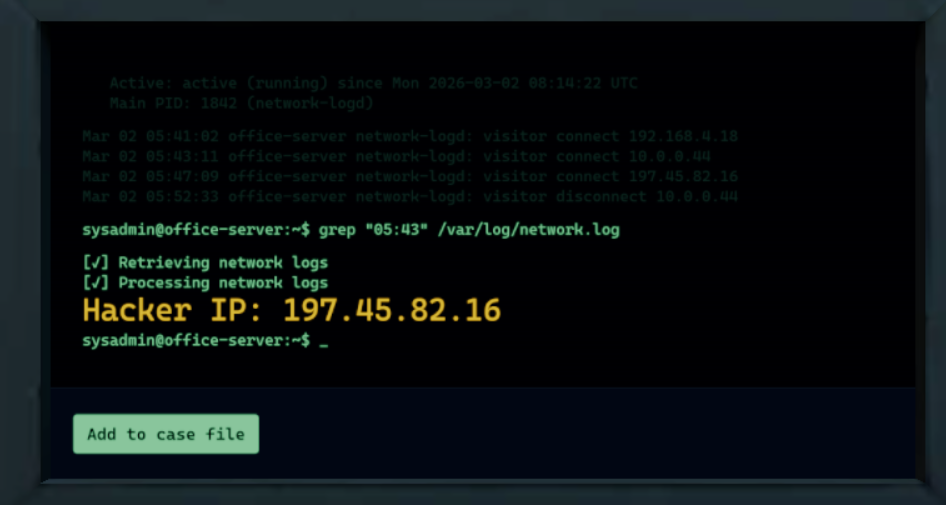 Active: active (running) since Mon 2026-03-02 08:14:22 UTC
Main PID: 1842 (network-logd)
Mar 02 05:41:02 office-server network-logd: visitor connect 192.168.4.18
Mar 02 05:43:11 office-server network-logd: visitor connect 10.0.0.44
Mar 02 05:47:09 office-server network-logd: visitor connect 197.45.82.16
Mar 02 05:52:33 office-server network-logd: visitor disconnect 10.0.0.44
sysadmin@office-server:~$ grep "05:43" /var/log/network.log
[✓] Retrieving network logs
[✓] Processing network logs
Hacker IP: 197.45.82.16
sysadmin@office-server:~$ _
Add to case file